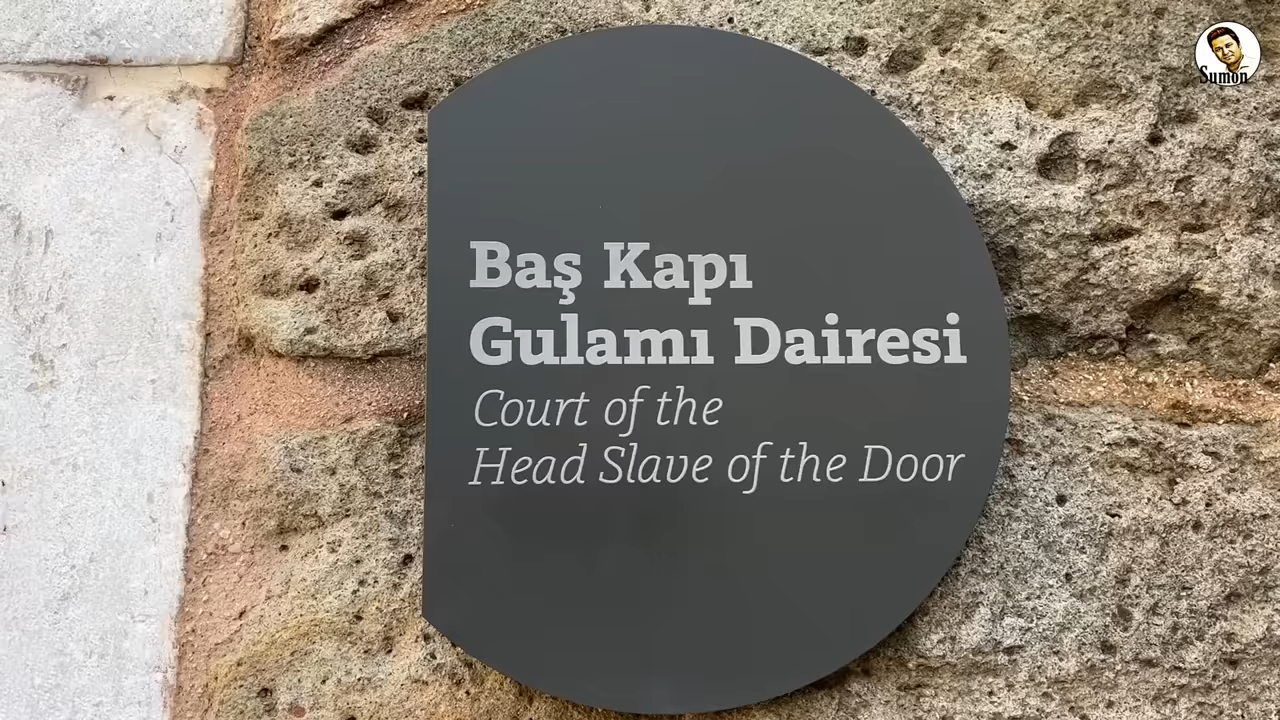 Baş Kapı
Gulamı Dairesi
Court of the
Head Slave of the Door
Sumon